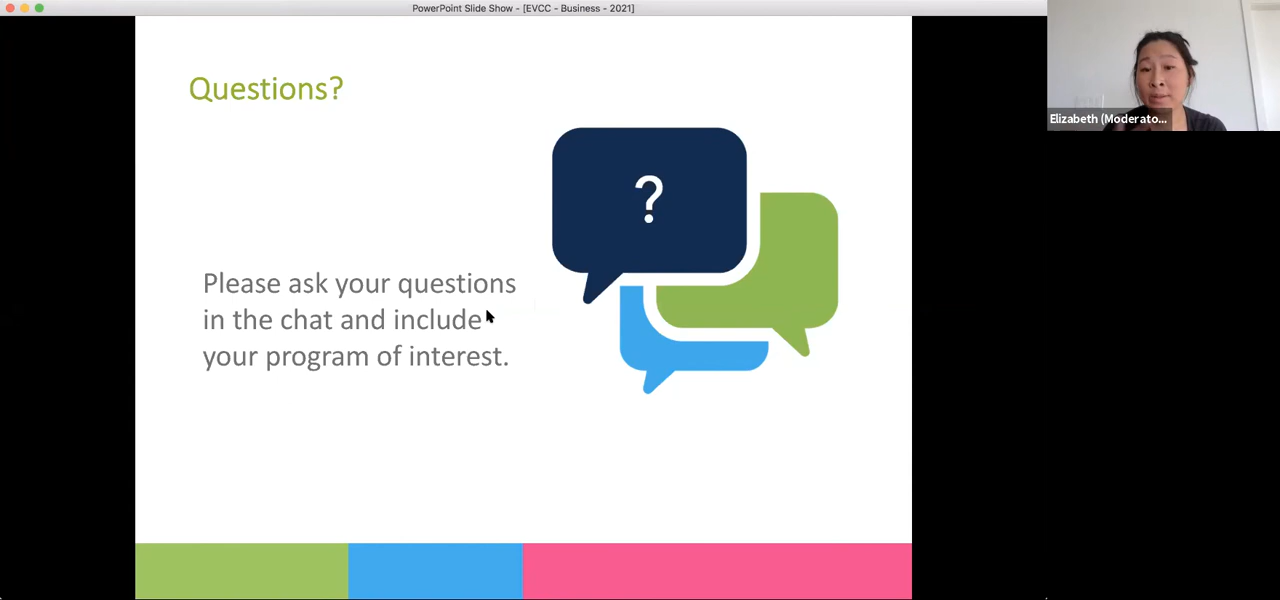 PowerPoint Slide Show - [EVCC - Business - 2021]
Elizabeth (Moderato...
Questions?
?
Please ask your questions
in the chat and include
your program of interest.